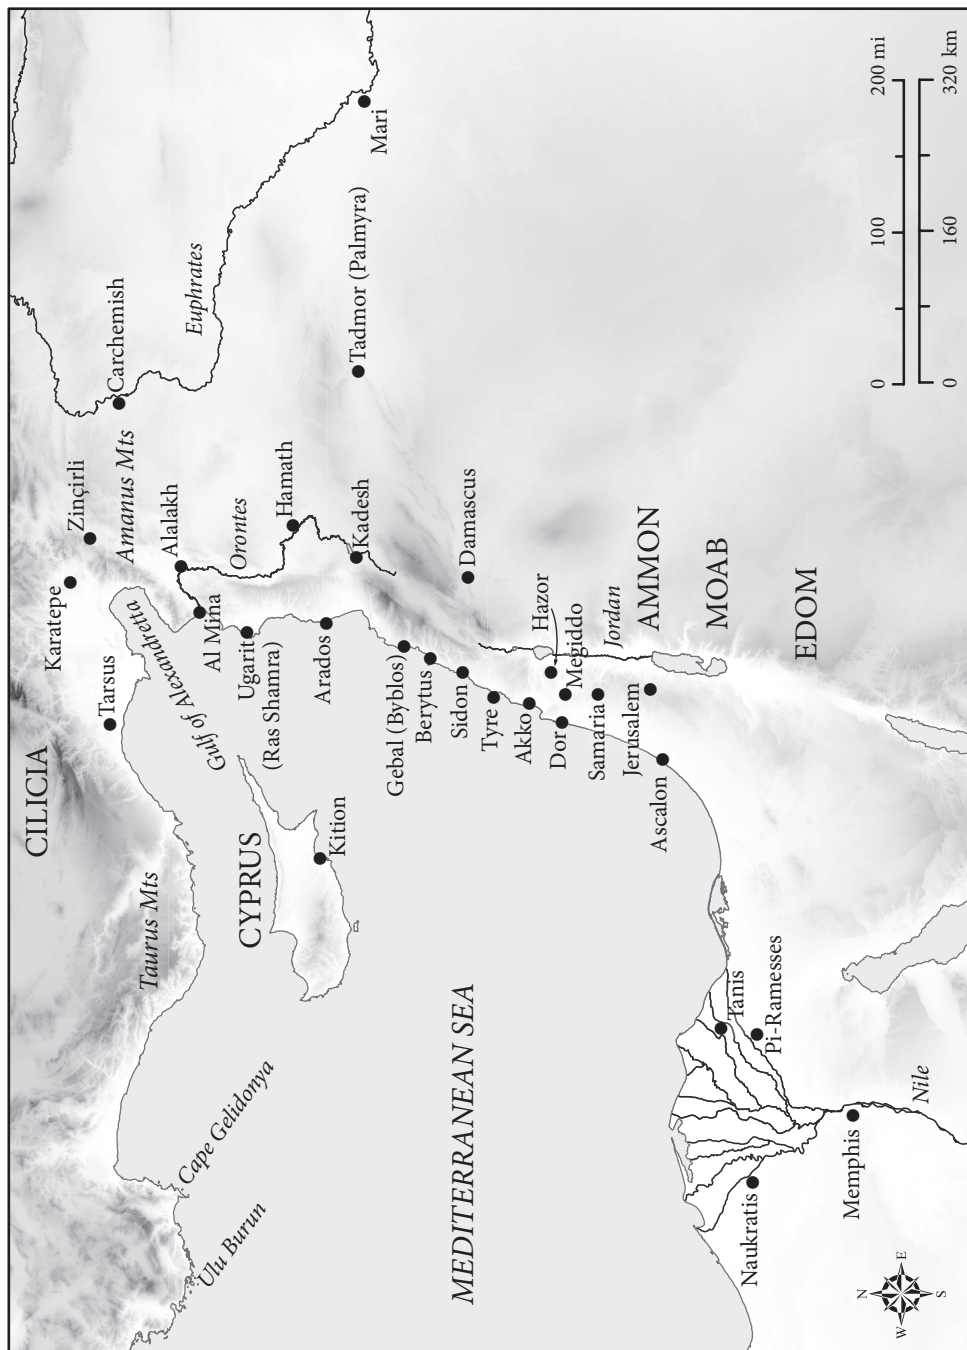 CILICIA
Karatepe
Zinçirli
Tarsus
Amanus Mts
Carchemish
Taurus Mts
Gulf of Alexandretta
Alalakh
Al Mina
Euphrates
Orontes
Ugarit
(Ras Shamra)
CYPRUS
Hamath
Kition
Arados
Kadesh
Tadmor (Palmyra)
Mari
Cape Gelidonya
Ulu Burun
Gebal (Byblos)
Berytus
Sidon
Damascus
MEDITERRANEAN SEA
Tyre
Akko
Hazor
Dor
Megiddo
Samaria
Jordan
Jerusalem
AMMON
Ascalon
MOAB
EDOM
Tanis
Pi-Ramesses
Naukratis
Memphis
Nile
N
W
E
S
0
100
200 mi
0
160
320 km